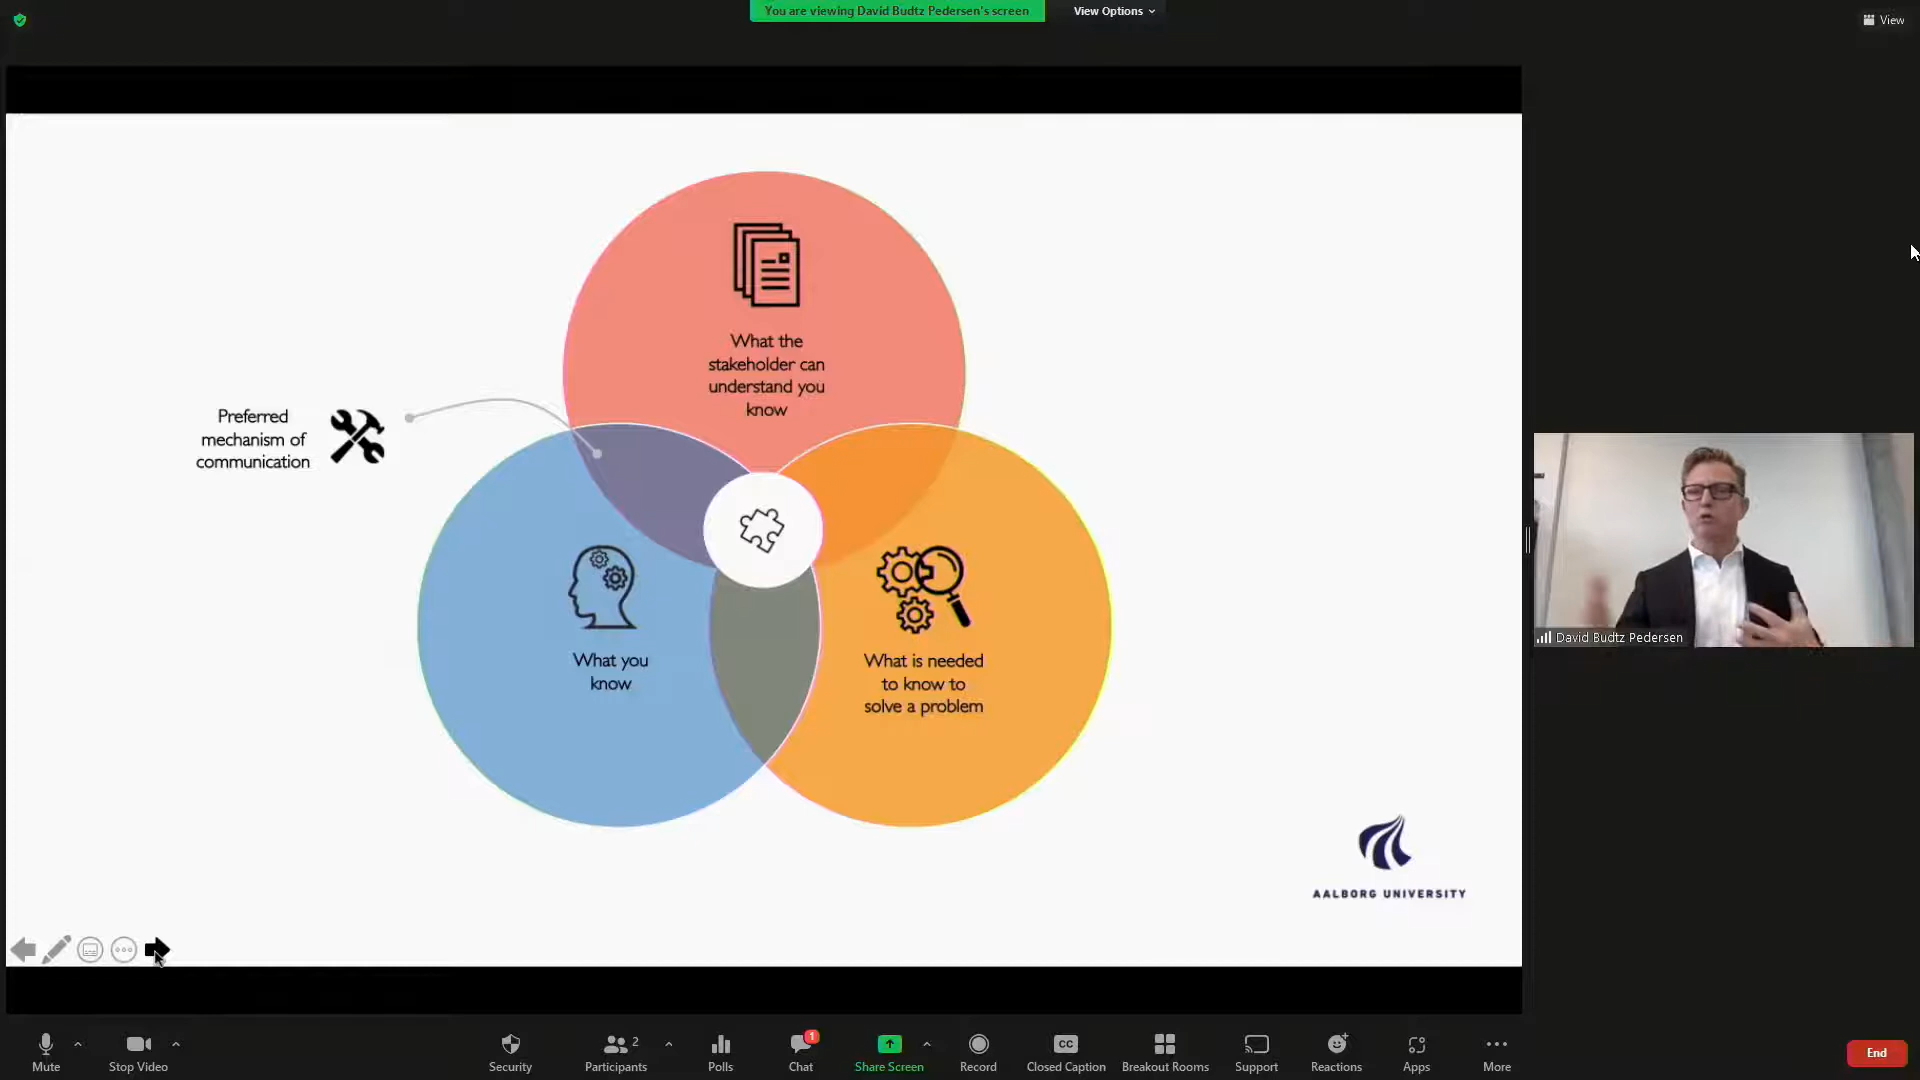 You are viewing David Budtz Pedersen's screen
View Options
View
What the
stakeholder can
understand you
know
Preferred
mechanism of
communication
What you
know
What is needed
to know to
solve a problem
David Budtz Pedersen
AALBORG UNIVERSITY
Mute
Stop Video
Security
Participants
2
Polls
Chat
1
Share Screen
Record
CC
Closed Caption
Breakout Rooms
Support
Reactions
Apps
More
End